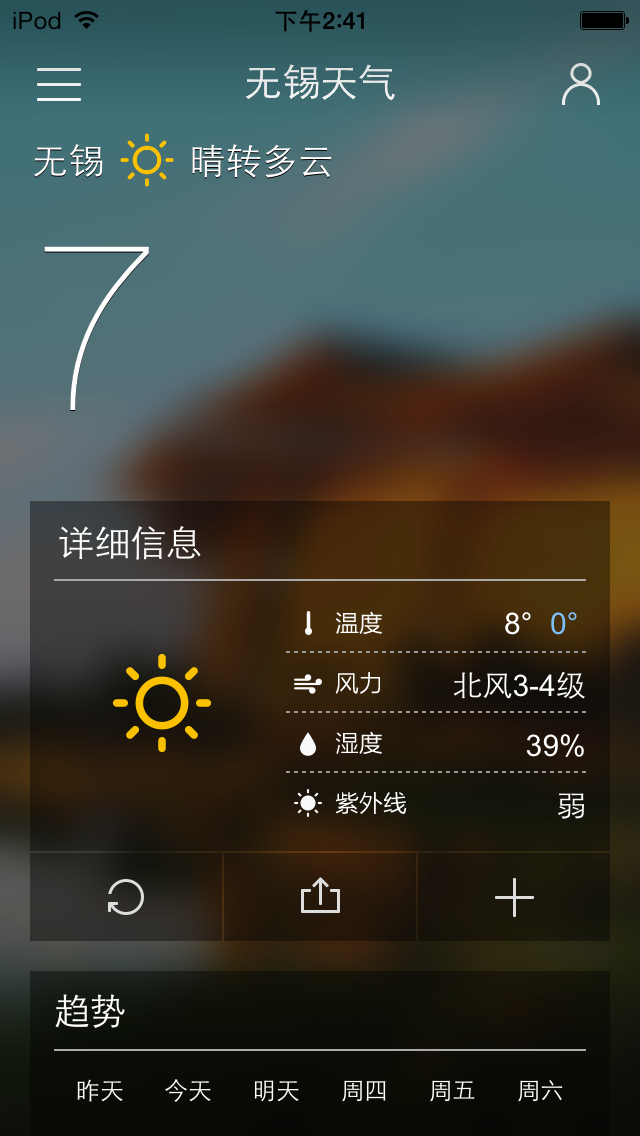 iPod 下午2:41
无锡天气
无锡 晴转多云
7
详细信息
温度 8° 0°
风力 北风3-4级
湿度 39%
紫外线 弱
趋势
昨天 今天 明天 周四 周五 周六